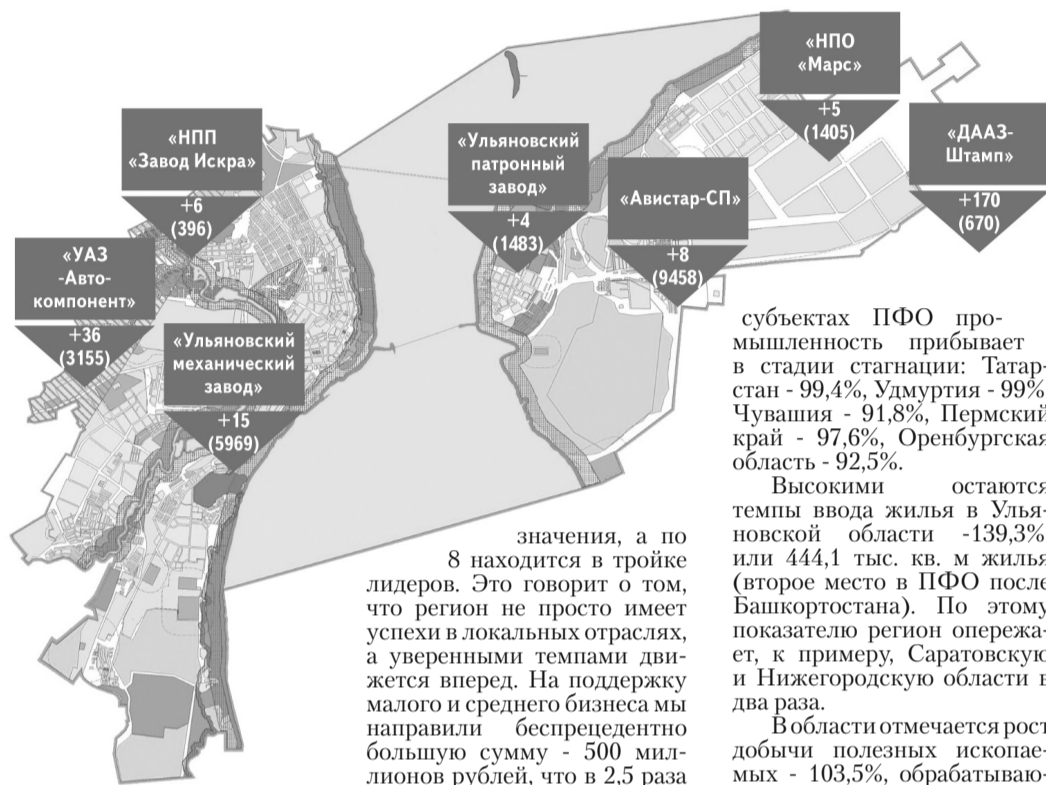 «НПП
«Завод Искра»
+6
(396)
«УАЗ
-Авто-
компонент»
+36
(3155)
«Ульяновский
механический
завод»
+15
(5969)
«Ульяновский
патронный
завод»
+4
(1483)
«Авистар-СП»
+8
(9458)
«НПО
«Марс»
+5
(1405)
«ДААЗ-
Штамп»
+170
(670)
значения, а по
8 находится в тройке
лидеров. Это говорит о том,
что регион не просто имеет
успехи в локальных отраслях,
а уверенными темпами дви-
жется вперед. На поддержку
малого и среднего бизнеса мы
направили беспрецедентно
большую сумму - 500 мил-
лионов рублей, что в 2,5 раза
субъектах ПФО про-
мышленность прибывает
в стадии стагнации: Татар-
стан - 99,4%, Удмуртия - 99%
Чувашия - 91,8%, Пермский
край - 97,6%, Оренбургская
область - 92,5%.
Высокими остаются
темпы ввода жилья в Улья-
новской области -139,3%
или 444,1 тыс. кв. м жилья
(второе место в ПФО после
Башкортостана). По этому
показателю регион опережа-
ет, к примеру, Саратовскую
и Нижегородскую области в
два раза.
В области отмечается рост
добычи полезных ископае-
мых - 103,5%, обрабатываю-